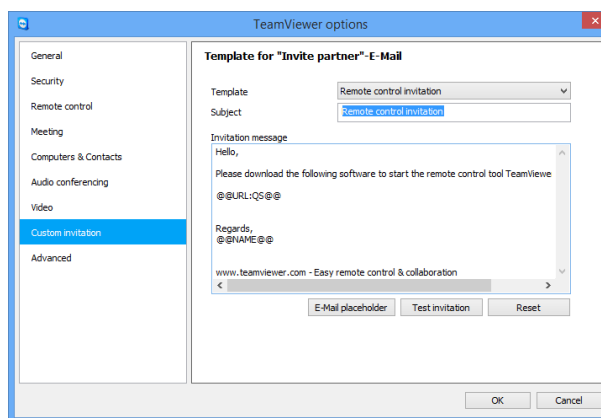 TeamViewer options
General
Security
Remote control
Meeting
Computers & Contacts
Audio conferencing
Video
Custom invitation
Advanced
Template for "Invite partner"-E-Mail
Template
Remote control invitation
Subject
Remote control invitation
Invitation message
Hello,
Please download the following software to start the remote control tool TeamViewe
@@URL:QS@@
Regards,
@@NAME@@
www.teamviewer.com - Easy remote control & collaboration
E-Mail placeholder
Test invitation
Reset
OK
Cancel